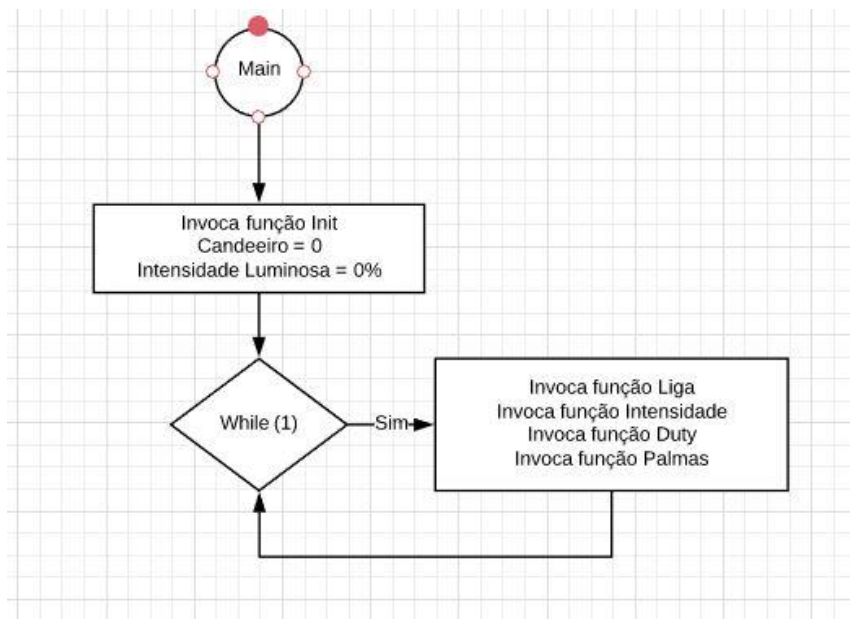 Main
Invoca função Init
Candeeiro = 0
Intensidade Luminosa = 0%
While (1)
Sim
Invoca função Liga
Invoca função Intensidade
Invoca função Duty
Invoca função Palmas